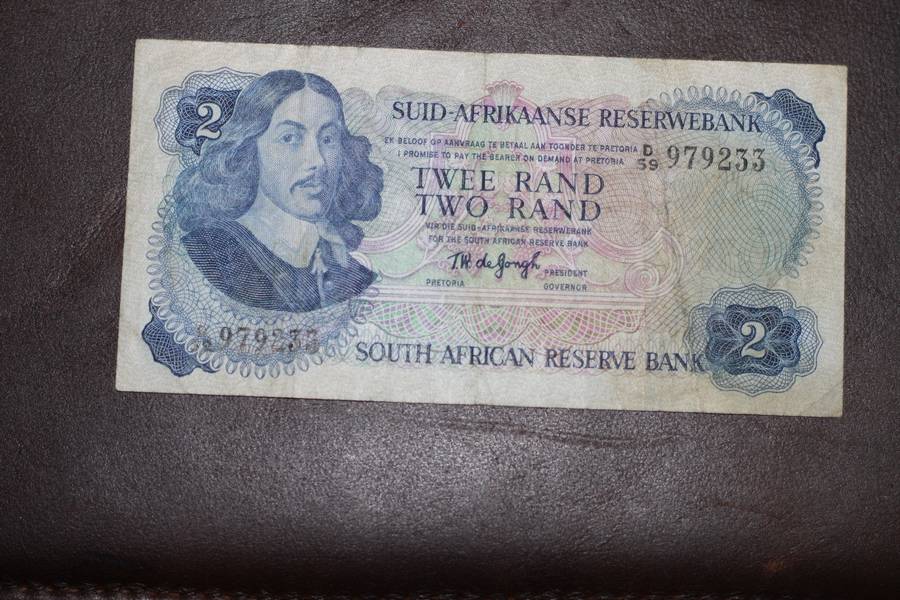 2
SUID-AFRIKAANSE RESERWEBANK
EK BELOOF OP AANVRAAG TE BETAAL AAN TOONDER TE PRETORIA
I PROMISE TO PAY THE BEARER ON DEMAND AT PRETORIA
D/59 979233
TWEE RAND
TWO RAND
VIR DIE SUID-AFRIKAANSE RESERWEBANK
FOR THE SOUTH AFRICAN RESERVE BANK
T.W. de Jongh
PRESIDENT
PRETORIA GOVERNOR
979233
2
SOUTH AFRICAN RESERVE BANK